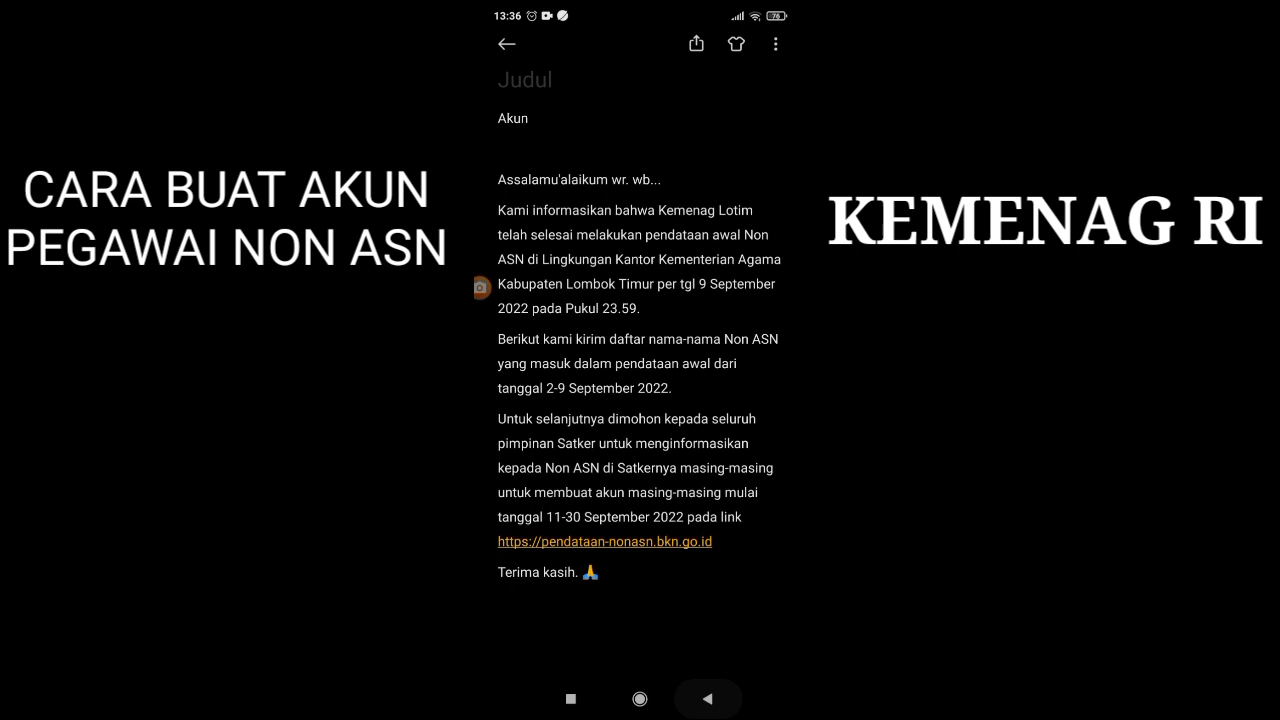 CARA BUAT AKUN
PEGAWAI NON ASN
13:36
76
Judul
Akun
Assalamu'alaikum wr. wb...
Kami informasikan bahwa Kemenag Lotim
telah selesai melakukan pendataan awal Non
ASN di Lingkungan Kantor Kementerian Agama
Kabupaten Lombok Timur per tgl 9 September
2022 pada Pukul 23.59.
Berikut kami kirim daftar nama-nama Non ASN
yang masuk dalam pendataan awal dari
tanggal 2-9 September 2022.
Untuk selanjutnya dimohon kepada seluruh
pimpinan Satker untuk menginformasikan
kepada Non ASN di Satkernya masing-masing
untuk membuat akun masing-masing mulai
tanggal 11-30 September 2022 pada link
https://pendataan-nonasn.bkn.go.id
Terima kasih. 🙏
KEMENAG RI